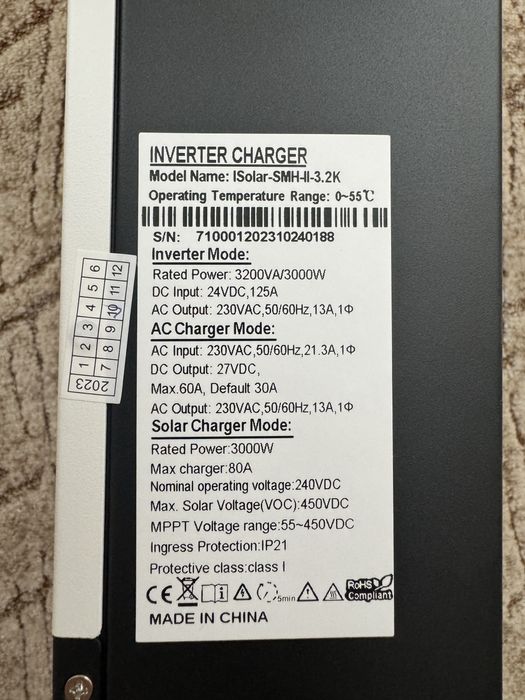 INVERTER CHARGER
Model Name: ISolar-SMH-II-3.2K
Operating Temperature Range: 0~55℃
S/N: 710001202310240188
Inverter Mode:
Rated Power: 3200VA/3000W
DC Input: 24VDC,125A
AC Output: 230VAC,50/60Hz,13A,1Φ
AC Charger Mode:
AC Input: 230VAC,50/60Hz,21.3A,1Φ
DC Output: 27VDC,
Max.60A, Default 30A
AC Output: 230VAC,50/60Hz,13A,1Φ
Solar Charger Mode:
Rated Power:3000W
Max charger:80A
Nominal operating voltage:240VDC
Max. Solar Voltage(VOC):450VDC
MPPT Voltage range:55~450VDC
Ingress Protection:IP21
Protective class:class I
CE 5min RoHS Compliant
MADE IN CHINA
2023
1 2 3 4 5 6
7 8 9 10 11 12